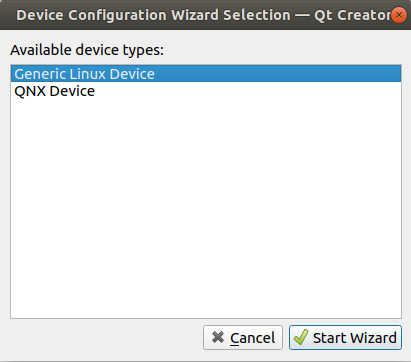 Device Configuration Wizard Selection — Qt Creator
Available device types:
Generic Linux Device
QNX Device
Cancel
Start Wizard